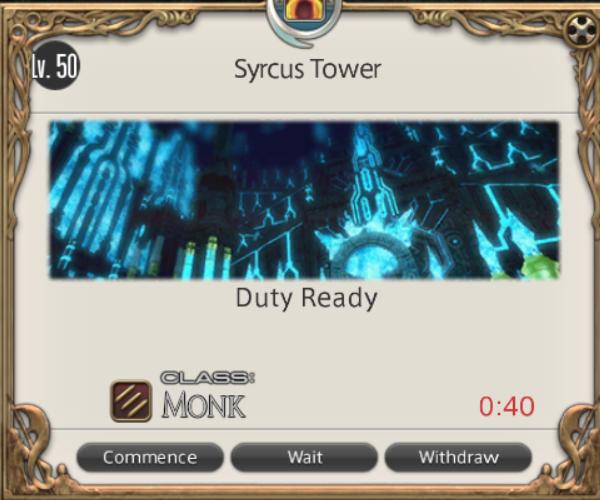 Lv. 50
Syrcus Tower
Duty Ready
CLASS:
MONK
0:40
Commence
Wait
Withdraw